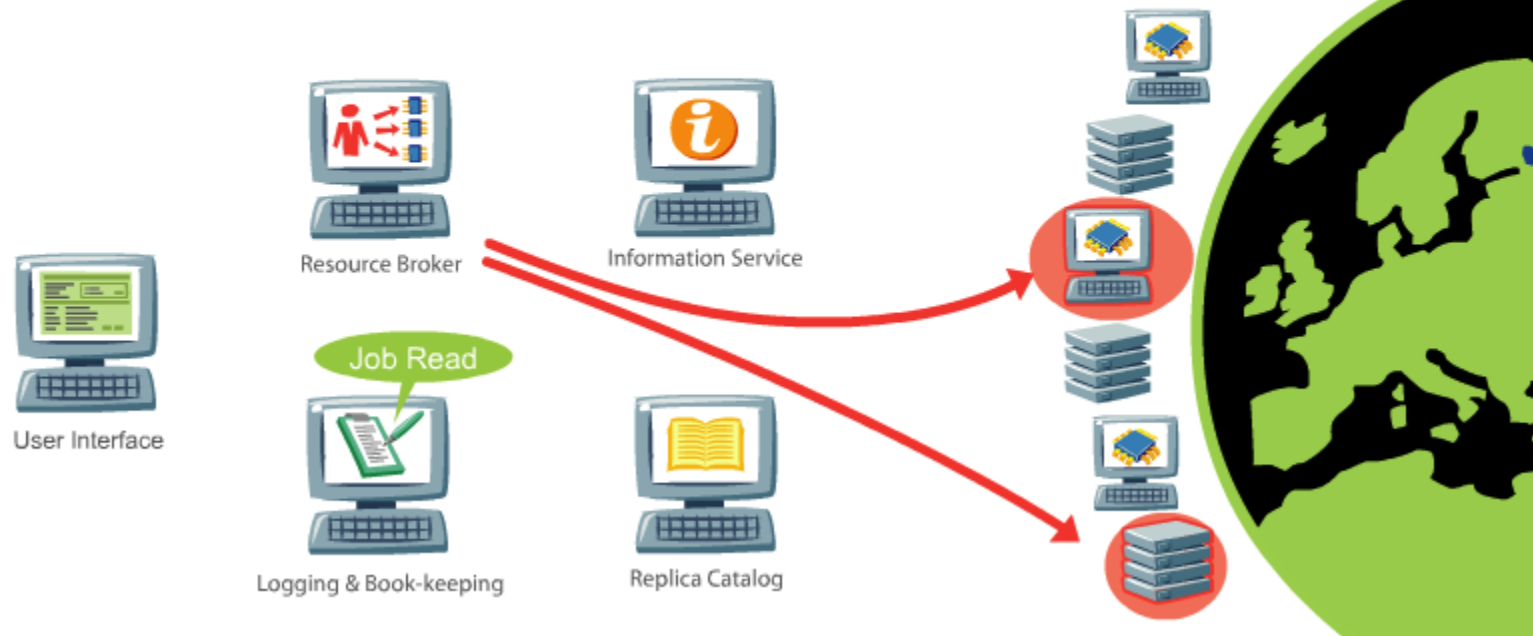 Resource Broker
Information Service
Job Read
User Interface
Logging & Book-keeping
Replica Catalog